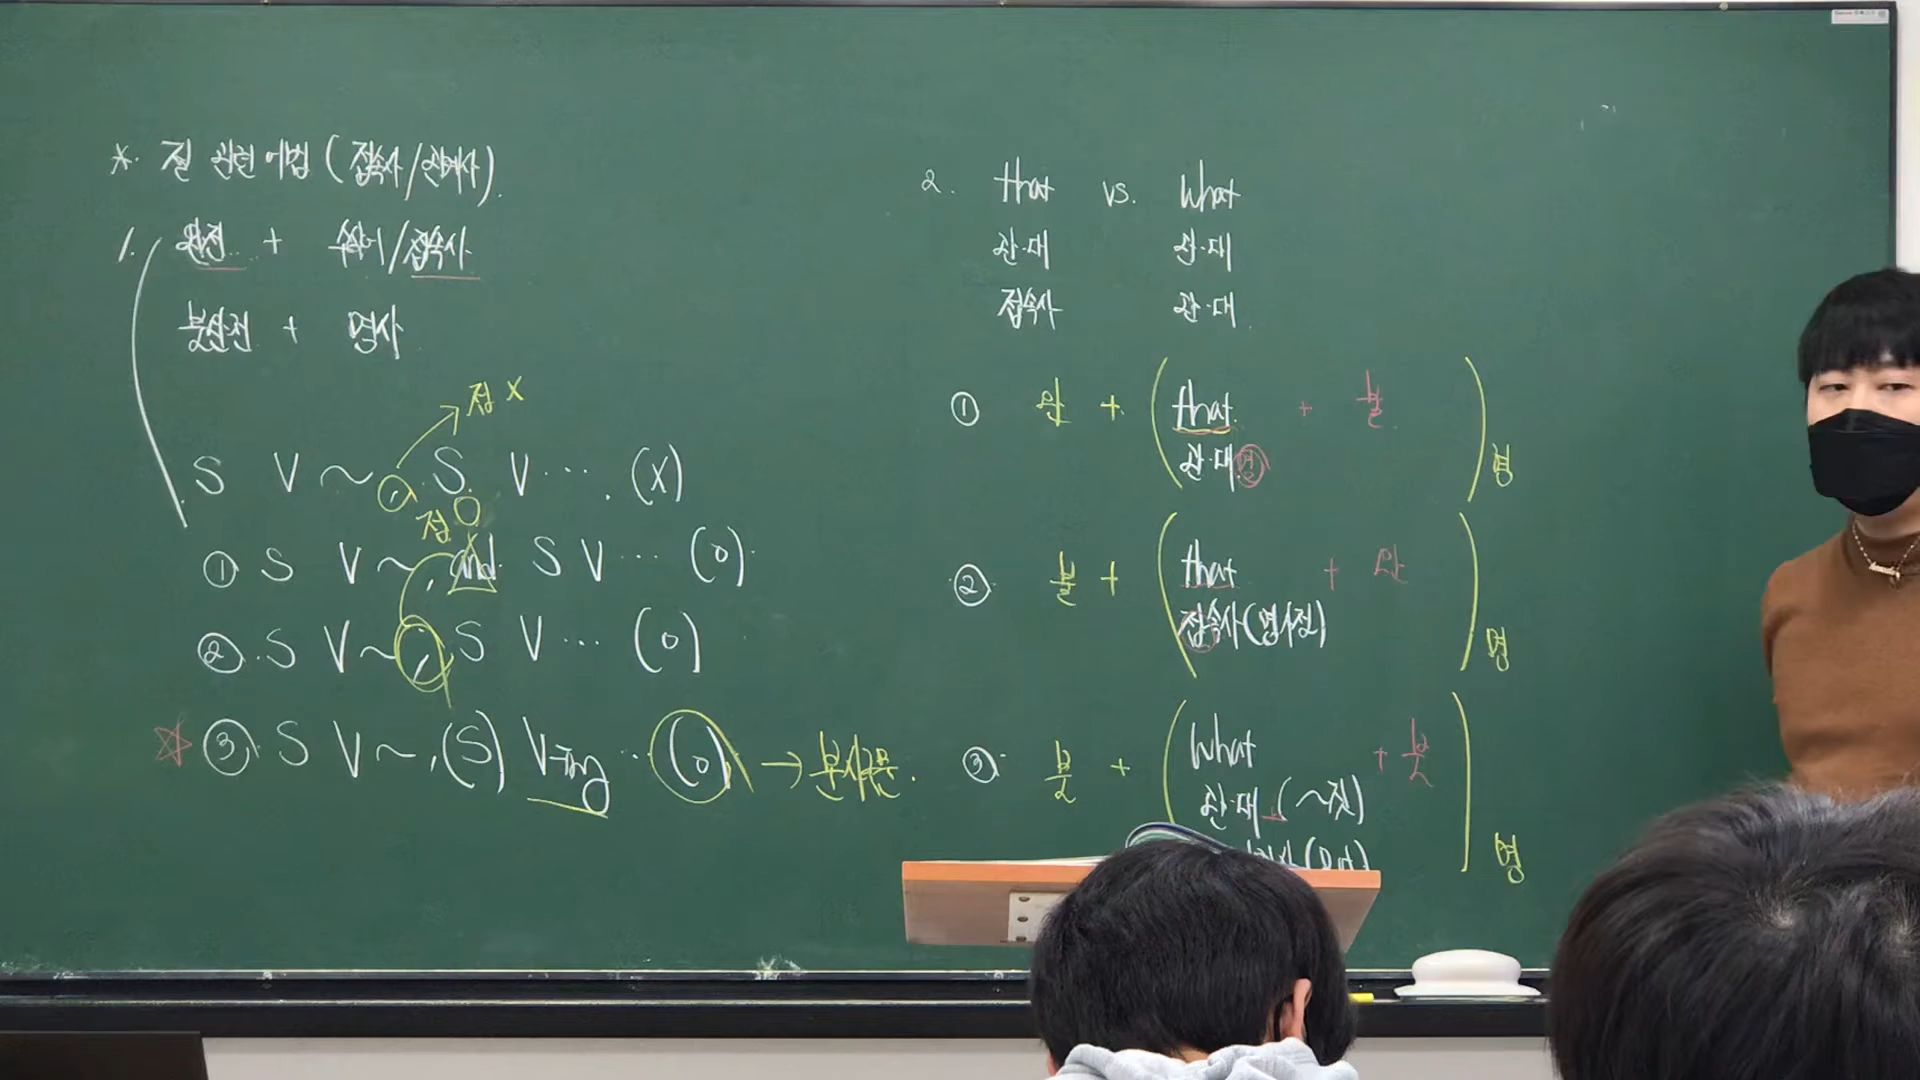 *. 절 관련 어법 (접속사/관계사).
1. 완전 + 수식어/접속사
불완전 + 명사
접 X
S V ~ , S V ... (X)
접 O
① S V ~, and S V ... (O)
② S V ~ ; S V ... (O)
☆ ③ S V ~, (S) V-ing ... (O) → 분사구문.
2. that vs. what
관·대 관·대
접속사 관·대
① 완 + (that + 불)
관·대 형
② 불 + (that + 완)
접속사(명사절) 명
③ 불 + (what + 불)
관·대 (~것) 명